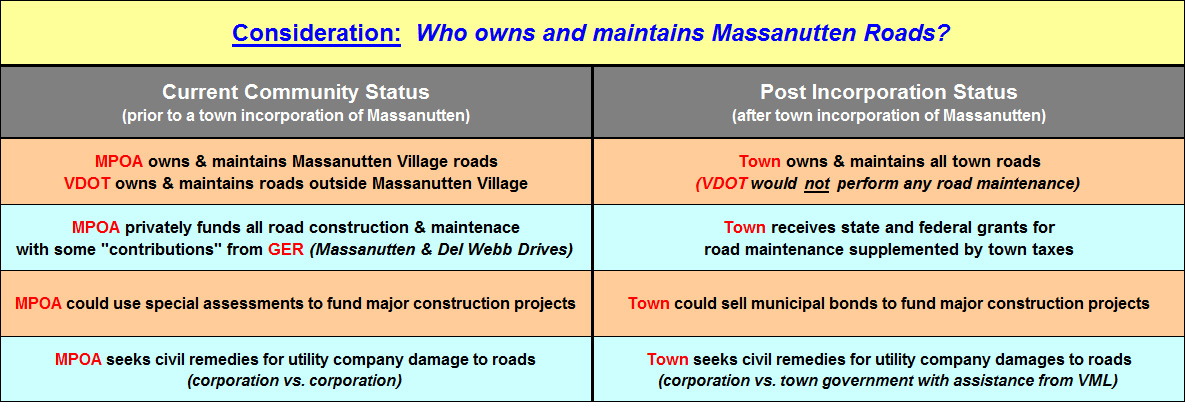 Consideration: Who owns and maintains Massanutten Roads?
Current Community Status
(prior to a town incorporation of Massanutten)
Post Incorporation Status
(after town incorporation of Massanutten)
MPOA owns & maintains Massanutten Village roads
VDOT owns & maintains roads outside Massanutten Village
Town owns & maintains all town roads
(VDOT would not perform any road maintenance)
MPOA privately funds all road construction & maintenace
with some "contributions" from GER (Massanutten & Del Webb Drives)
Town receives state and federal grants for
road maintenance supplemented by town taxes
MPOA could use special assessments to fund major construction projects
Town could sell municipal bonds to fund major construction projects
MPOA seeks civil remedies for utility company damage to roads
(corporation vs. corporation)
Town seeks civil remedies for utility company damages to roads
(corporation vs. town government with assistance from VML)